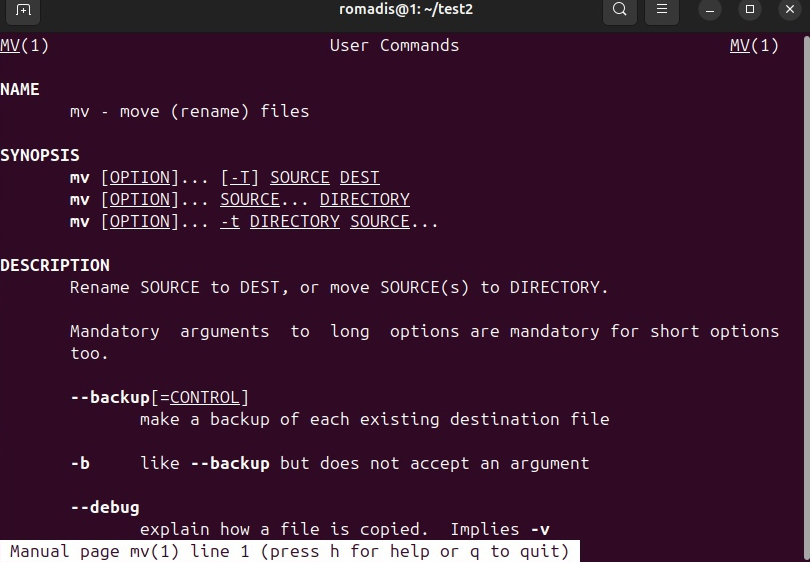 romadis@1: ~/test2
MV(1) User Commands MV(1)
NAME
mv - move (rename) files
SYNOPSIS
mv [OPTION]... [-T] SOURCE DEST
mv [OPTION]... SOURCE... DIRECTORY
mv [OPTION]... -t DIRECTORY SOURCE...
DESCRIPTION
Rename SOURCE to DEST, or move SOURCE(s) to DIRECTORY.
Mandatory arguments to long options are mandatory for short options
too.
--backup[=CONTROL]
make a backup of each existing destination file
-b like --backup but does not accept an argument
--debug
explain how a file is copied. Implies -v
Manual page mv(1) line 1 (press h for help or q to quit)